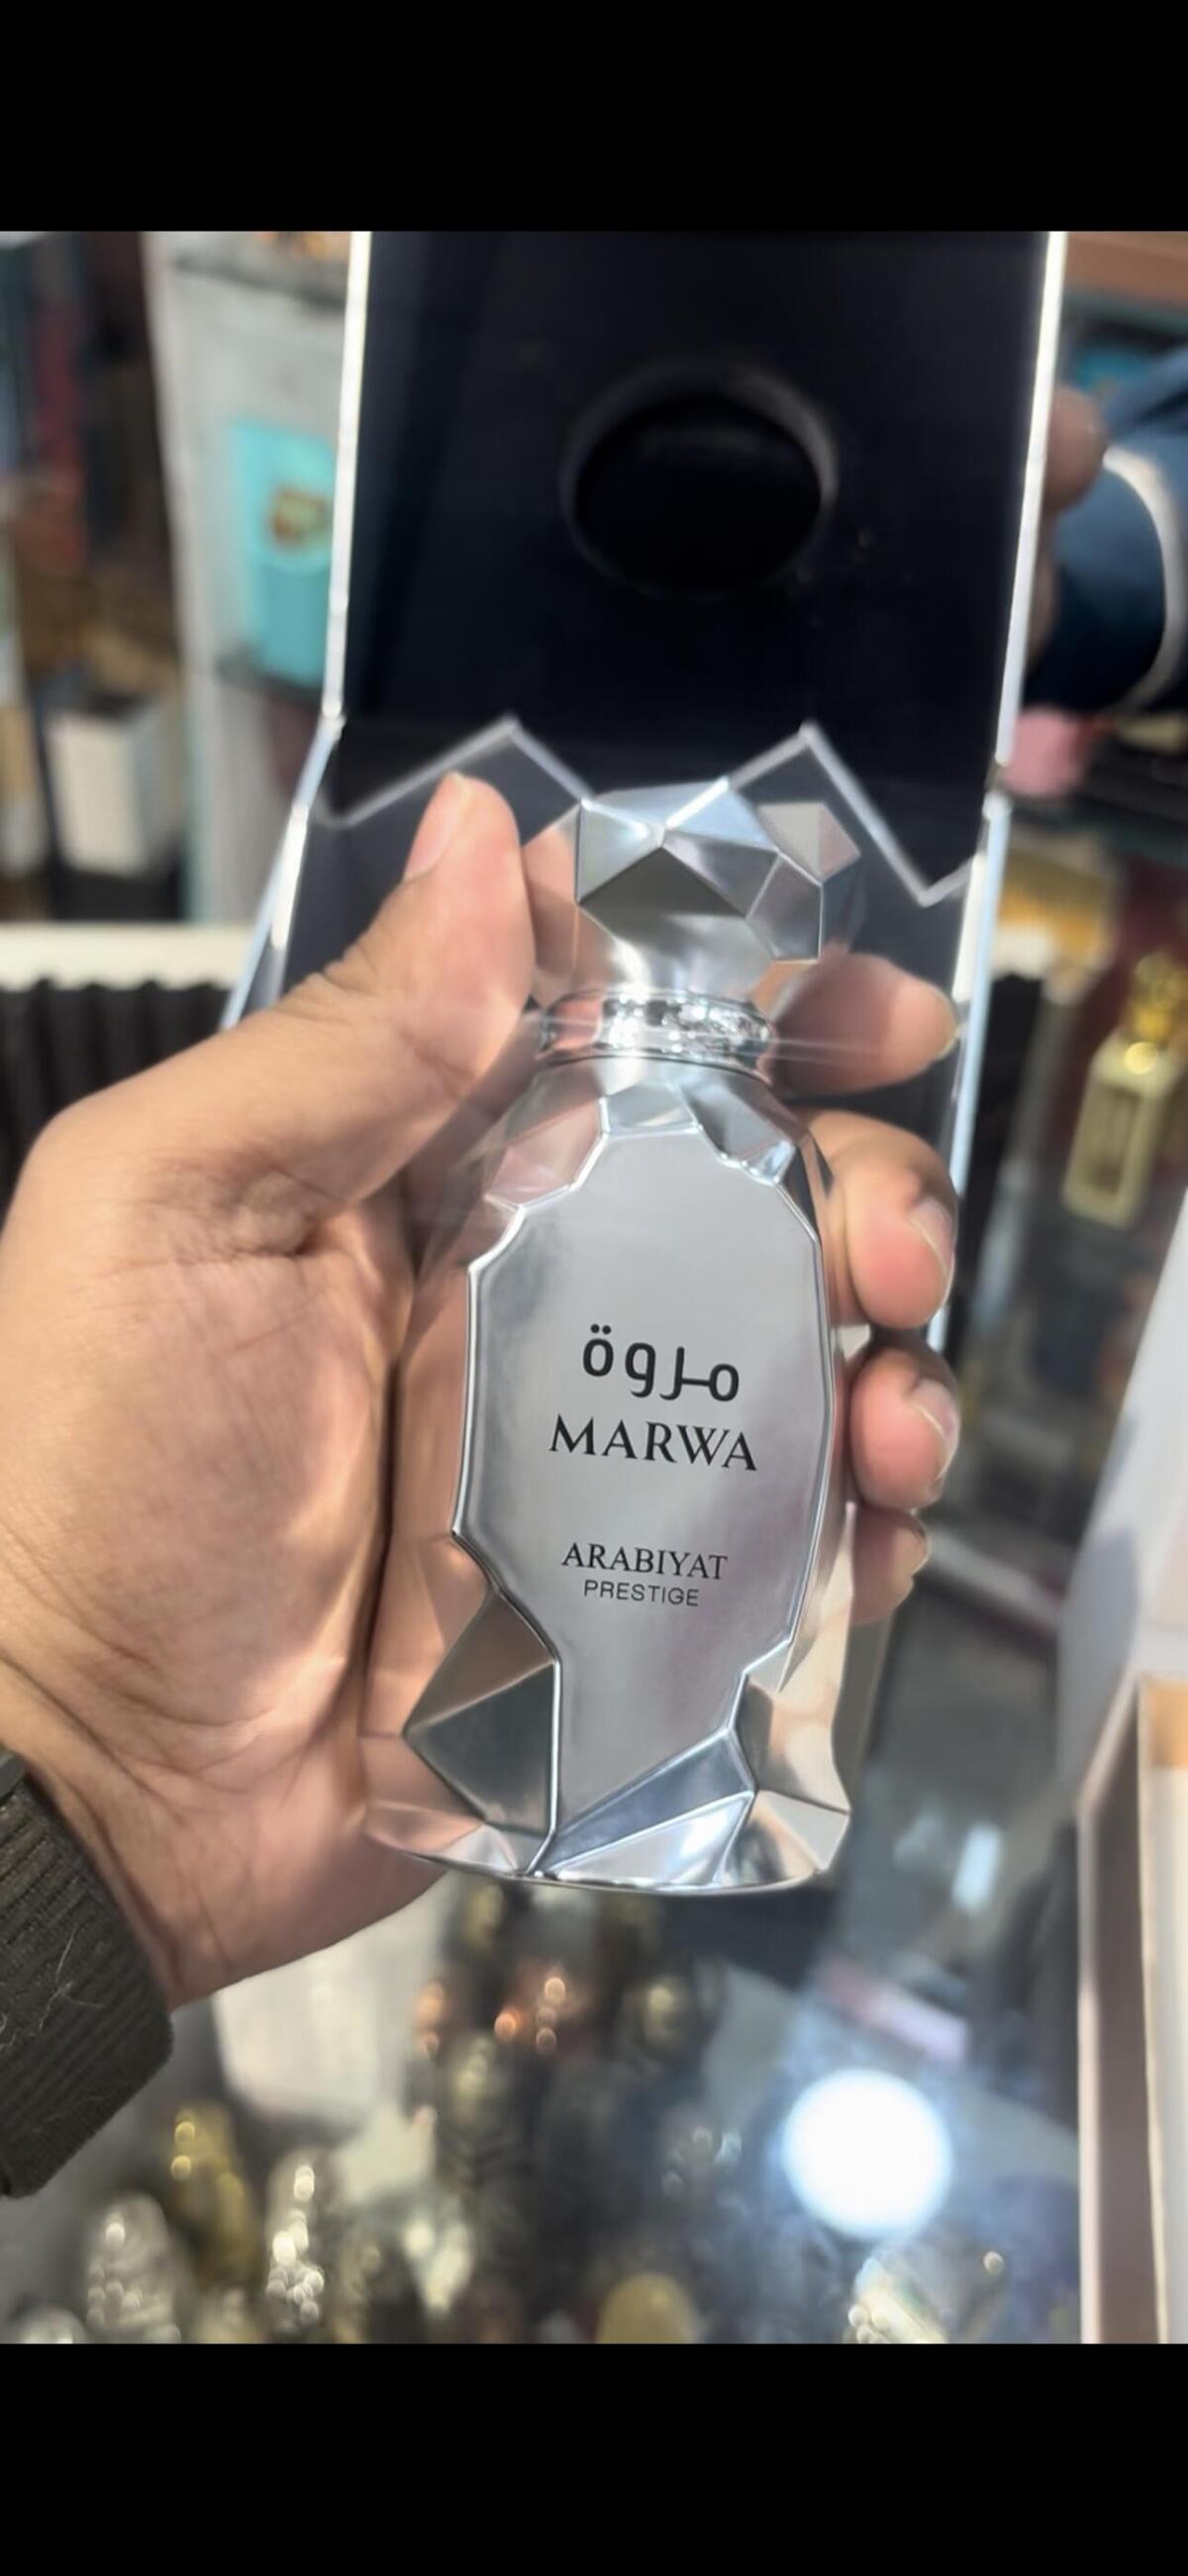 مروة
MARWA
ARABIYAT
PRESTIGE